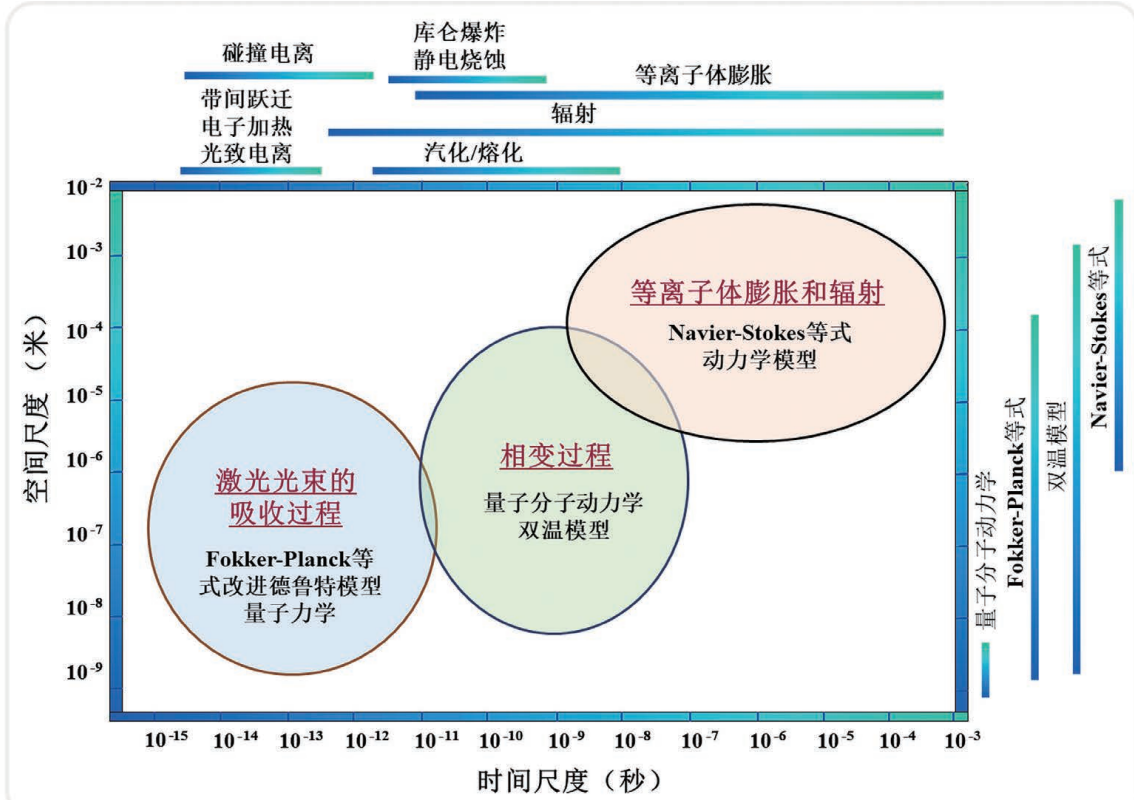 碰撞电离
库仑爆炸
静电烧蚀
等离子体膨胀
带间跃迁
电子加热
光致电离
辐射
汽化/熔化
10-2
10-3
10-4
10-5
10-6
10-7
10-8
10-9
空间尺度（米）
等离子体膨胀和辐射
Navier-Stokes等式
动力学模型
相变过程
量子分子动力学
双温模型
激光光束的
吸收过程
Fokker-Planck等
式改进德鲁特模型
量子力学
量子分子动力学
Fokker-Planck等式
双温模型
Navier-Stokes等式
10-15
10-14
10-13
10-12
10-11
10-10
10-9
10-8
10-7
10-6
10-5
10-4
10-3
时间尺度（秒）